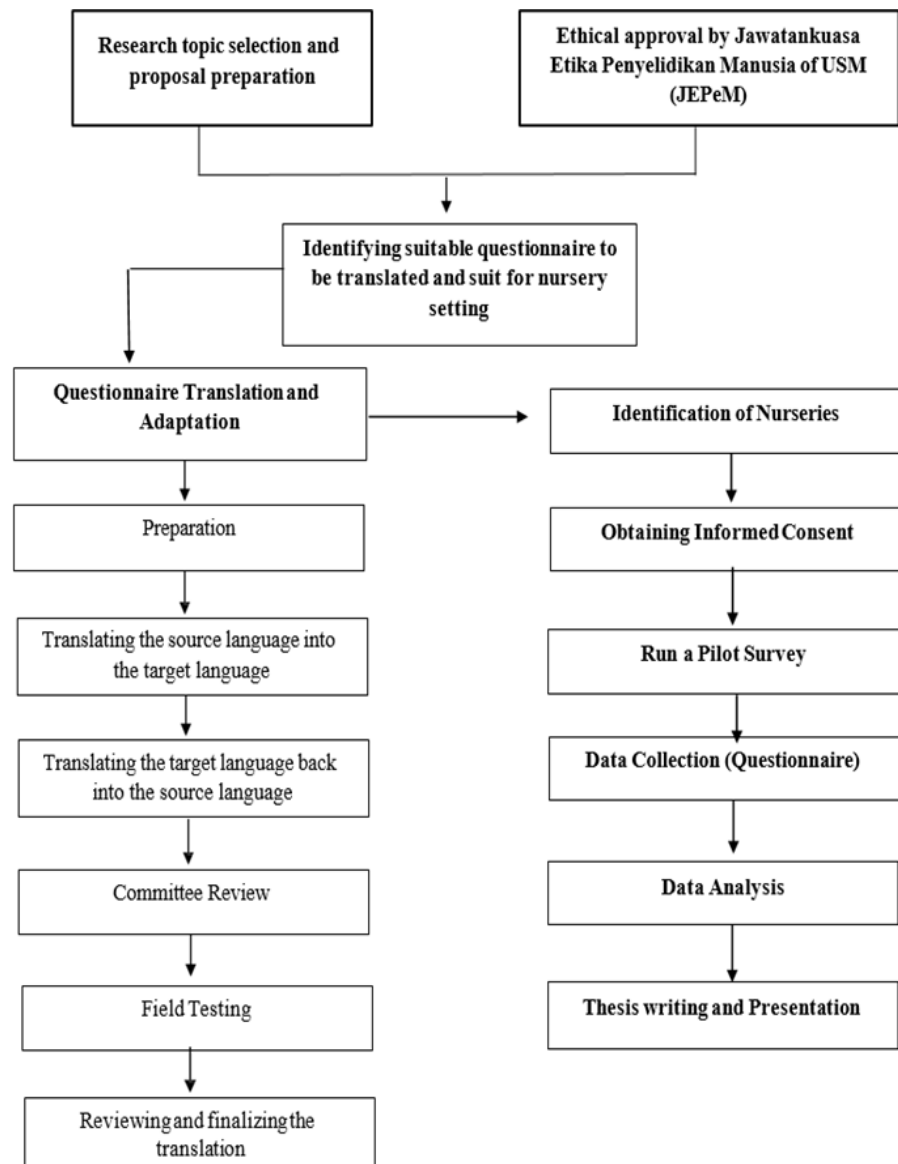 Research topic selection and
proposal preparation
Ethical approval by Jawatankuasa
Etika Penyelidikan Manusia of USM
(JEPeM)
Identifying suitable questionnaire to
be translated and suit for nursery
setting
Questionnaire Translation and
Adaptation
Preparation
Translating the source language into
the target language
Translating the target language back
into the source language
Committee Review
Field Testing
Reviewing and finalizing the
translation
Identification of Nurseries
Obtaining Informed Consent
Run a Pilot Survey
Data Collection (Questionnaire)
Data Analysis
Thesis writing and Presentation